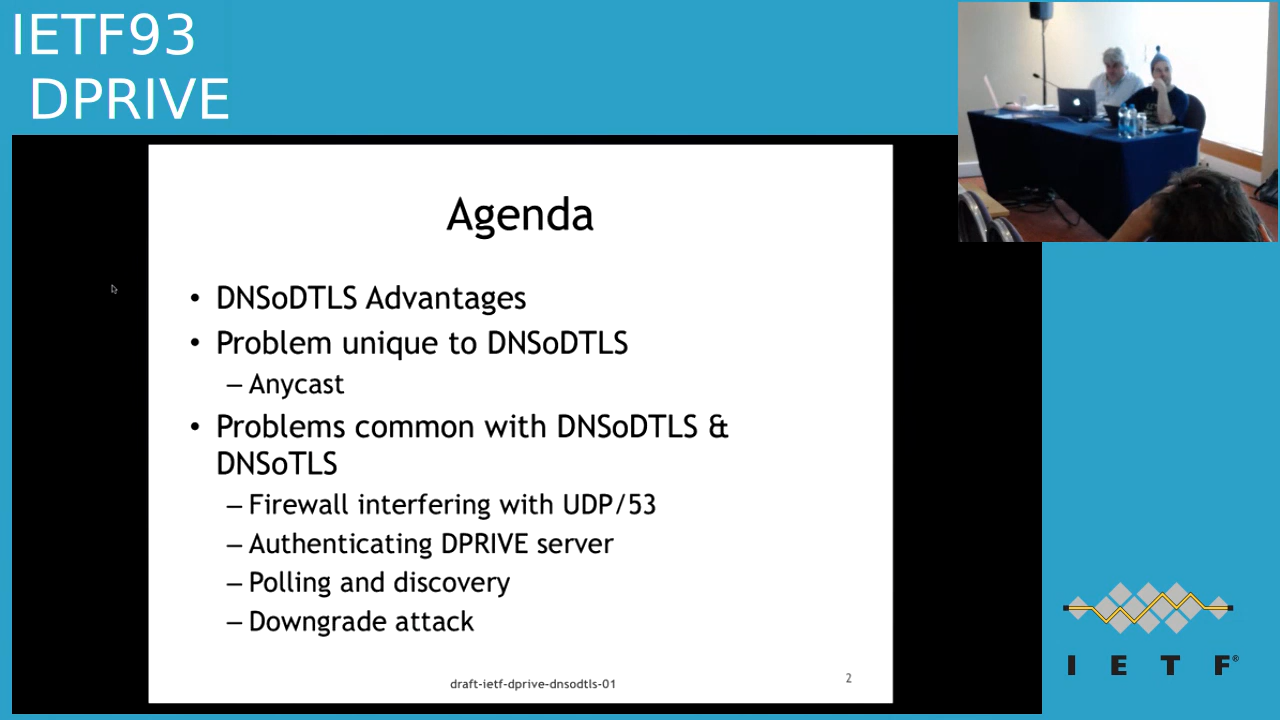 IETF93
DPRIVE
Agenda
• DNSoDTLS Advantages
• Problem unique to DNSoDTLS
– Anycast
• Problems common with DNSoDTLS &
DNSoTLS
– Firewall interfering with UDP/53
– Authenticating DPRIVE server
– Polling and discovery
– Downgrade attack
draft-ietf-dprive-dnsodtls-01
2
I E T F®